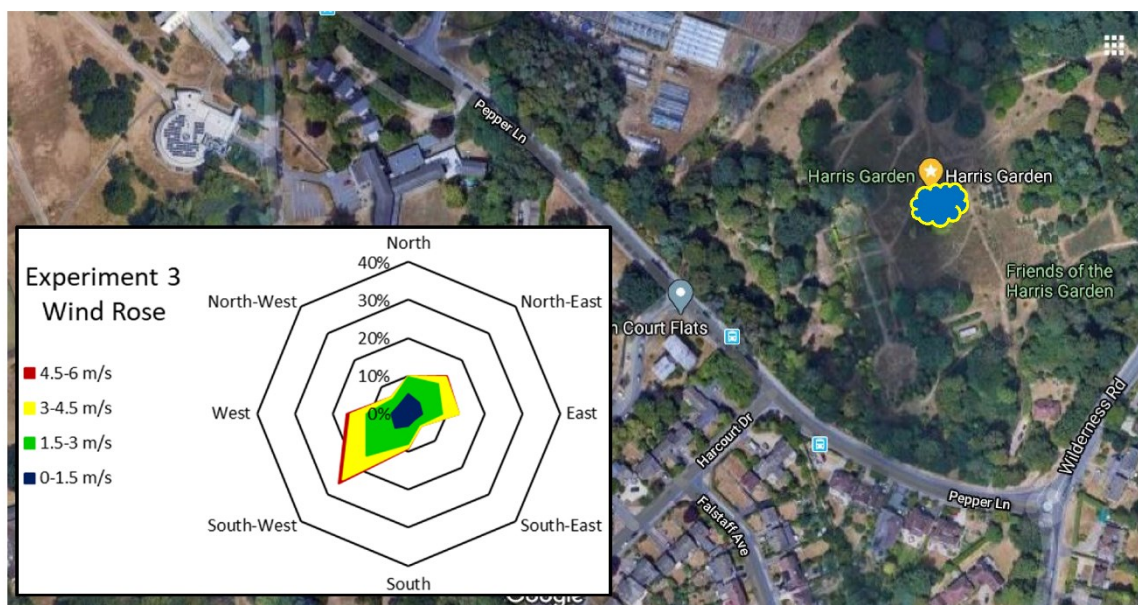 Pepper Ln
Harris Garden
Harris Garden
Friends of the
Harris Garden
n Court Flats
Harcourt Dr
Falstaff Ave
Pepper Ln
Wilderness Rd
Google
Experiment 3
Wind Rose
4.5-6 m/s
3-4.5 m/s
1.5-3 m/s
0-1.5 m/s
North
40%
30%
20%
10%
0%
North-West
North-East
West
East
South-West
South-East
South